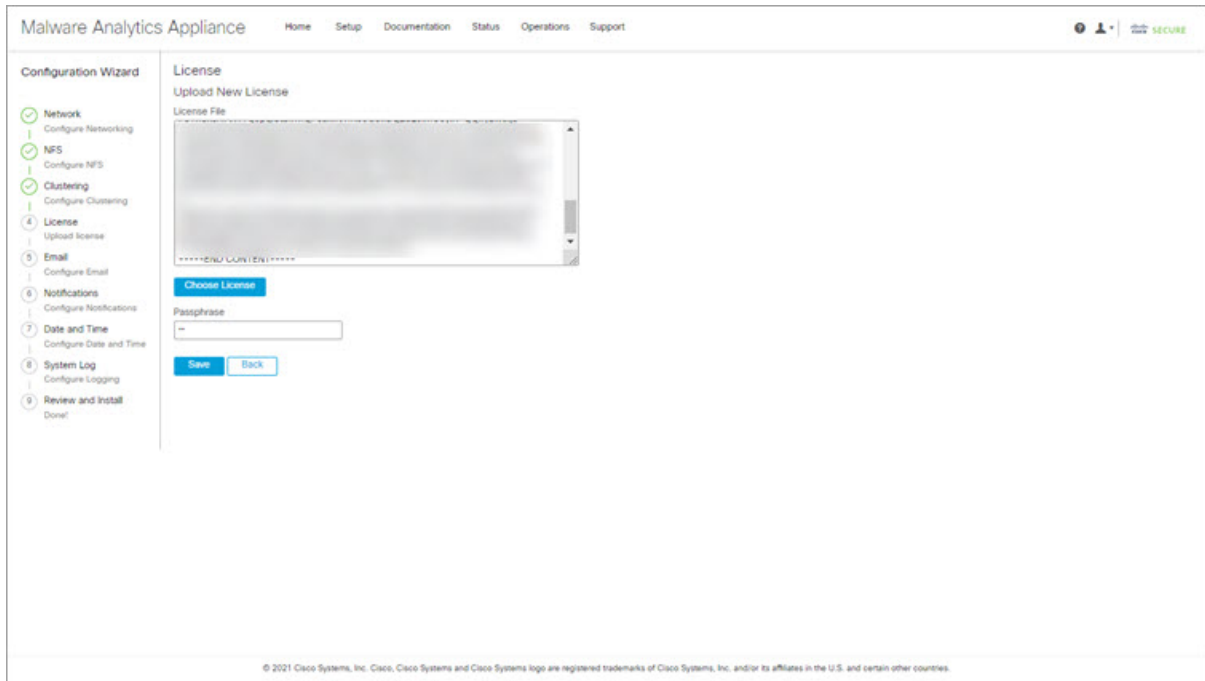 Malware Analytics Appliance
Home Setup Documentation Status Operations Support
SECURE
Configuration Wizard
Network
Configure Networking
NFS
Configure NFS
Clustering
Configure Clustering
4 License
Upload license
5 Email
Configure Email
6 Notifications
Configure Notifications
7 Date and Time
Configure Date and Time
8 System Log
Configure Logging
9 Review and Install
Done!
License
Upload New License
License File
-----END CONTENT-----
Choose License
Passphrase
Save Back
© 2021 Cisco Systems, Inc. Cisco, Cisco Systems and Cisco Systems logo are registered trademarks of Cisco Systems, Inc. and/or its affiliates in the U.S. and certain other countries.